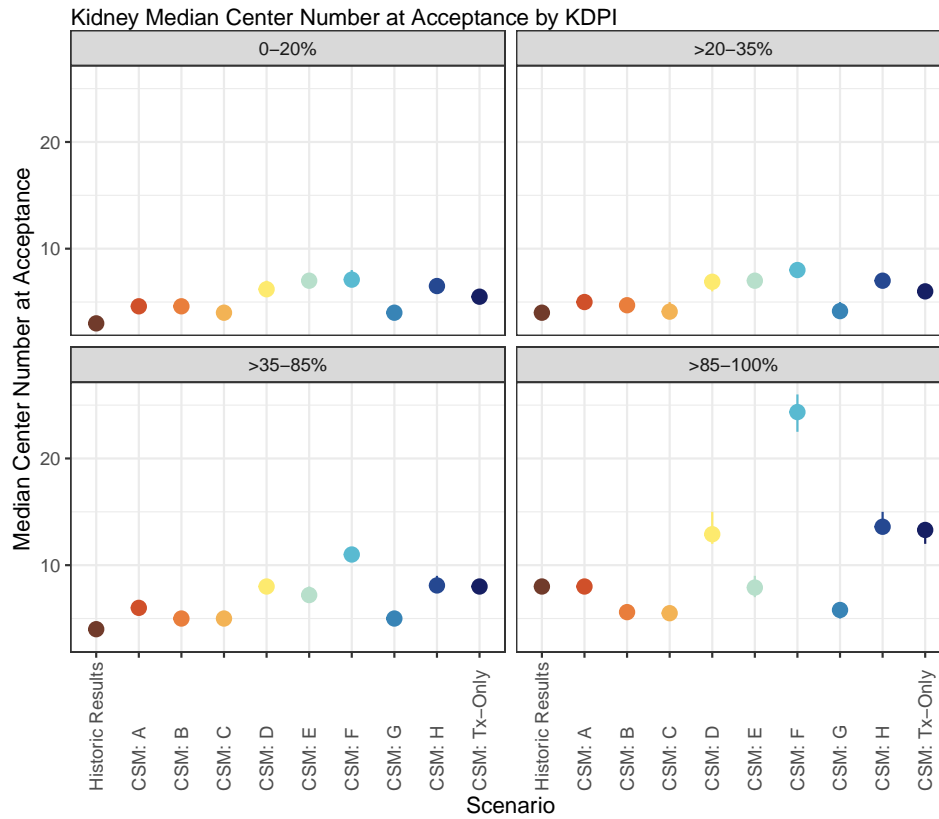 Kidney Median Center Number at Acceptance by KDPI
0−20%
>20−35%
20
10
>35−85%
>85−100%
20
10
Median Center Number at Acceptance
Historic Results
CSM: A
CSM: B
CSM: C
CSM: D
CSM: E
CSM: F
CSM: G
CSM: H
CSM: Tx−Only
Historic Results
CSM: A
CSM: B
CSM: C
CSM: D
CSM: E
CSM: F
CSM: G
CSM: H
CSM: Tx−Only
Scenario